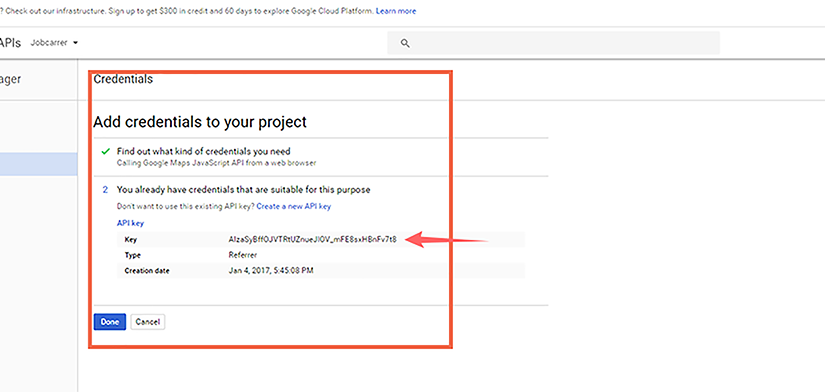 ? Check out our infrastructure. Sign up to get $300 in credit and 60 days to explore Google Cloud Platform. Learn more
APIs Jobcarrer
ager
Credentials
Add credentials to your project
Find out what kind of credentials you need
Calling Google Maps JavaScript API from a web browser
2 You already have credentials that are suitable for this purpose
Don't want to use this existing API key? Create a new API key
API key
Key
Type Referrer
Creation date Jan 4, 2017, 5:45:08 PM
Done Cancel